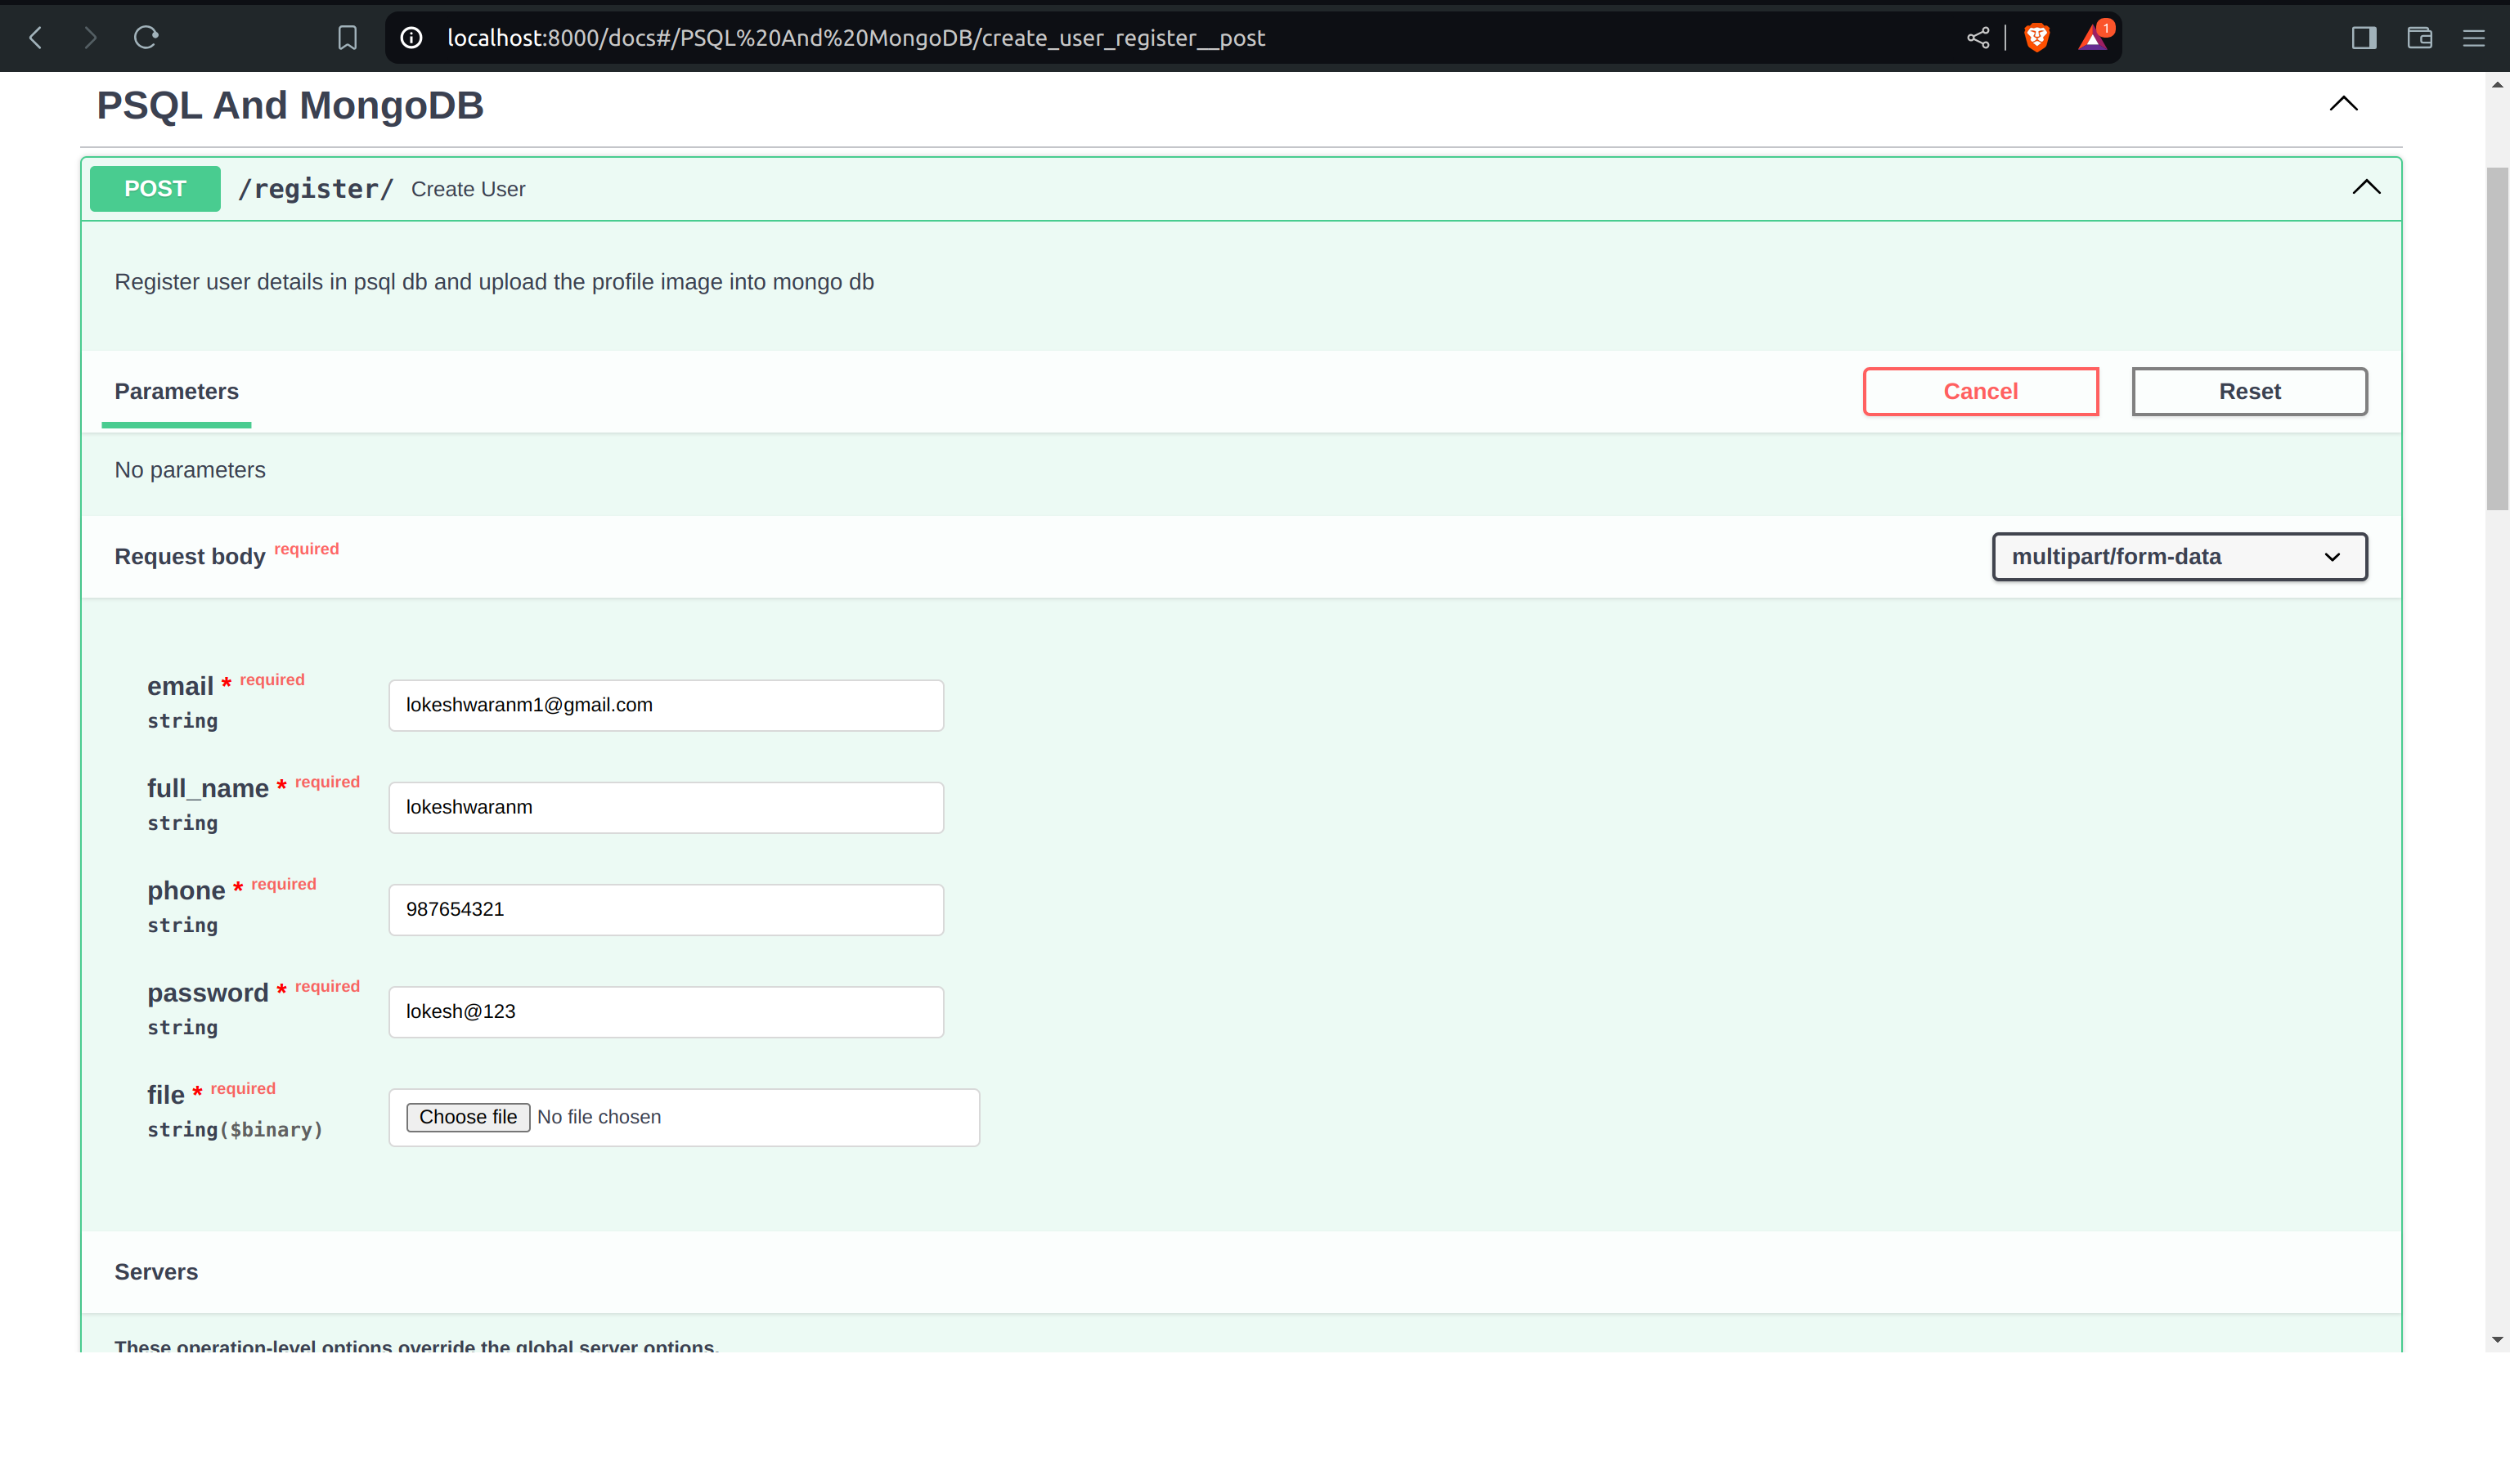 localhost:8000/docs#/PSQL%20And%20MongoDB/create_user_register__post
1
PSQL And MongoDB
POST /register/ Create User
Register user details in psql db and upload the profile image into mongo db
Parameters Cancel Reset
No parameters
Request body required multipart/form-data
email * required
string
lokeshwaranm1@gmail.com
full_name * required
string
lokeshwaranm
phone * required
string
987654321
password * required
string
lokesh@123
file * required
string($binary)
Choose file No file chosen
Servers
These operation-level options override the global server options.